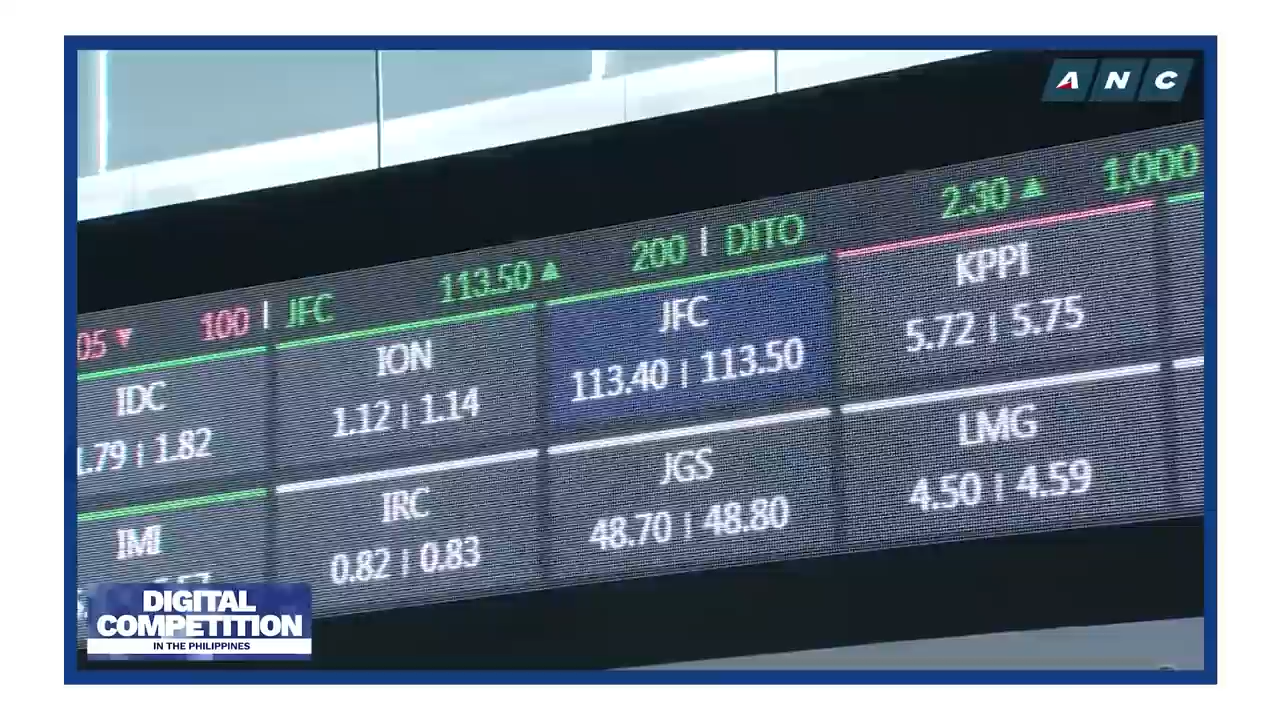 ANC
05 ▼ 100 | JFC 113.50 ▲ 200 | DITO 2.30 ▲ 1,000
IDC
1.79 | 1.82
ION
1.12 | 1.14
JFC
113.40 | 113.50
KPPI
5.72 | 5.75
IMI
IRC
0.82 | 0.83
JGS
48.70 | 48.80
LMG
4.50 | 4.59
DIGITAL
COMPETITION
IN THE PHILIPPINES